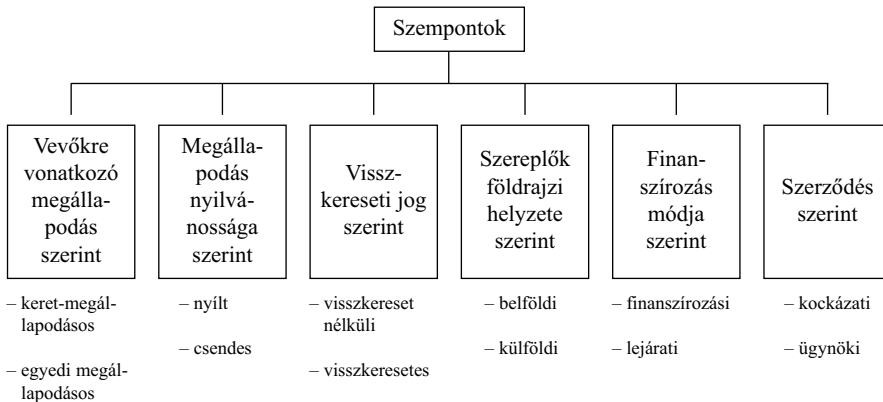 Szempontok
Vevőkre
vonatkozó
megálla-
podás
szerint
Megálla-
podás
nyilvá-
nossága
szerint
Vissz-
kereseti jog
szerint
Szereplők
földrajzi
helyzete
szerint
Finan-
szírozás
módja
szerint
Szerződés
szerint
– keret-megál-
lapodásos
– egyedi megál-
lapodásos
– nyílt
– csendes
– visszkereset
nélküli
– visszkeresetes
– belföldi
– külföldi
– finanszírozási
– lejárati
– kockázati
– ügynöki